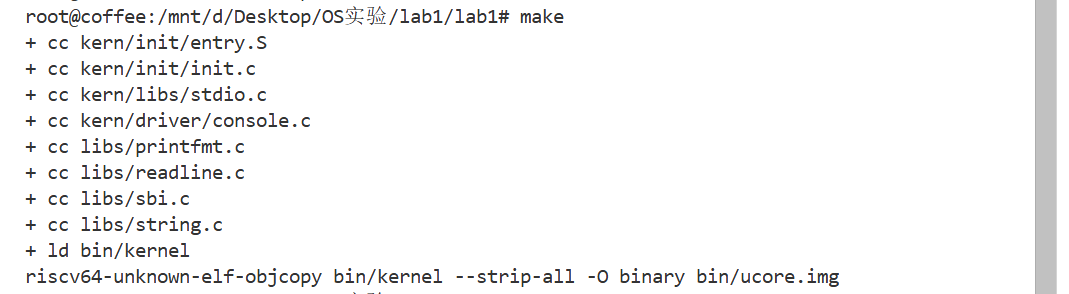 root@coffee:/mnt/d/Desktop/OS实验/lab1/lab1# make
+ cc kern/init/entry.S
+ cc kern/init/init.c
+ cc kern/libs/stdio.c
+ cc kern/driver/console.c
+ cc libs/printfmt.c
+ cc libs/readline.c
+ cc libs/sbi.c
+ cc libs/string.c
+ ld bin/kernel
riscv64-unknown-elf-objcopy bin/kernel --strip-all -O binary bin/ucore.img